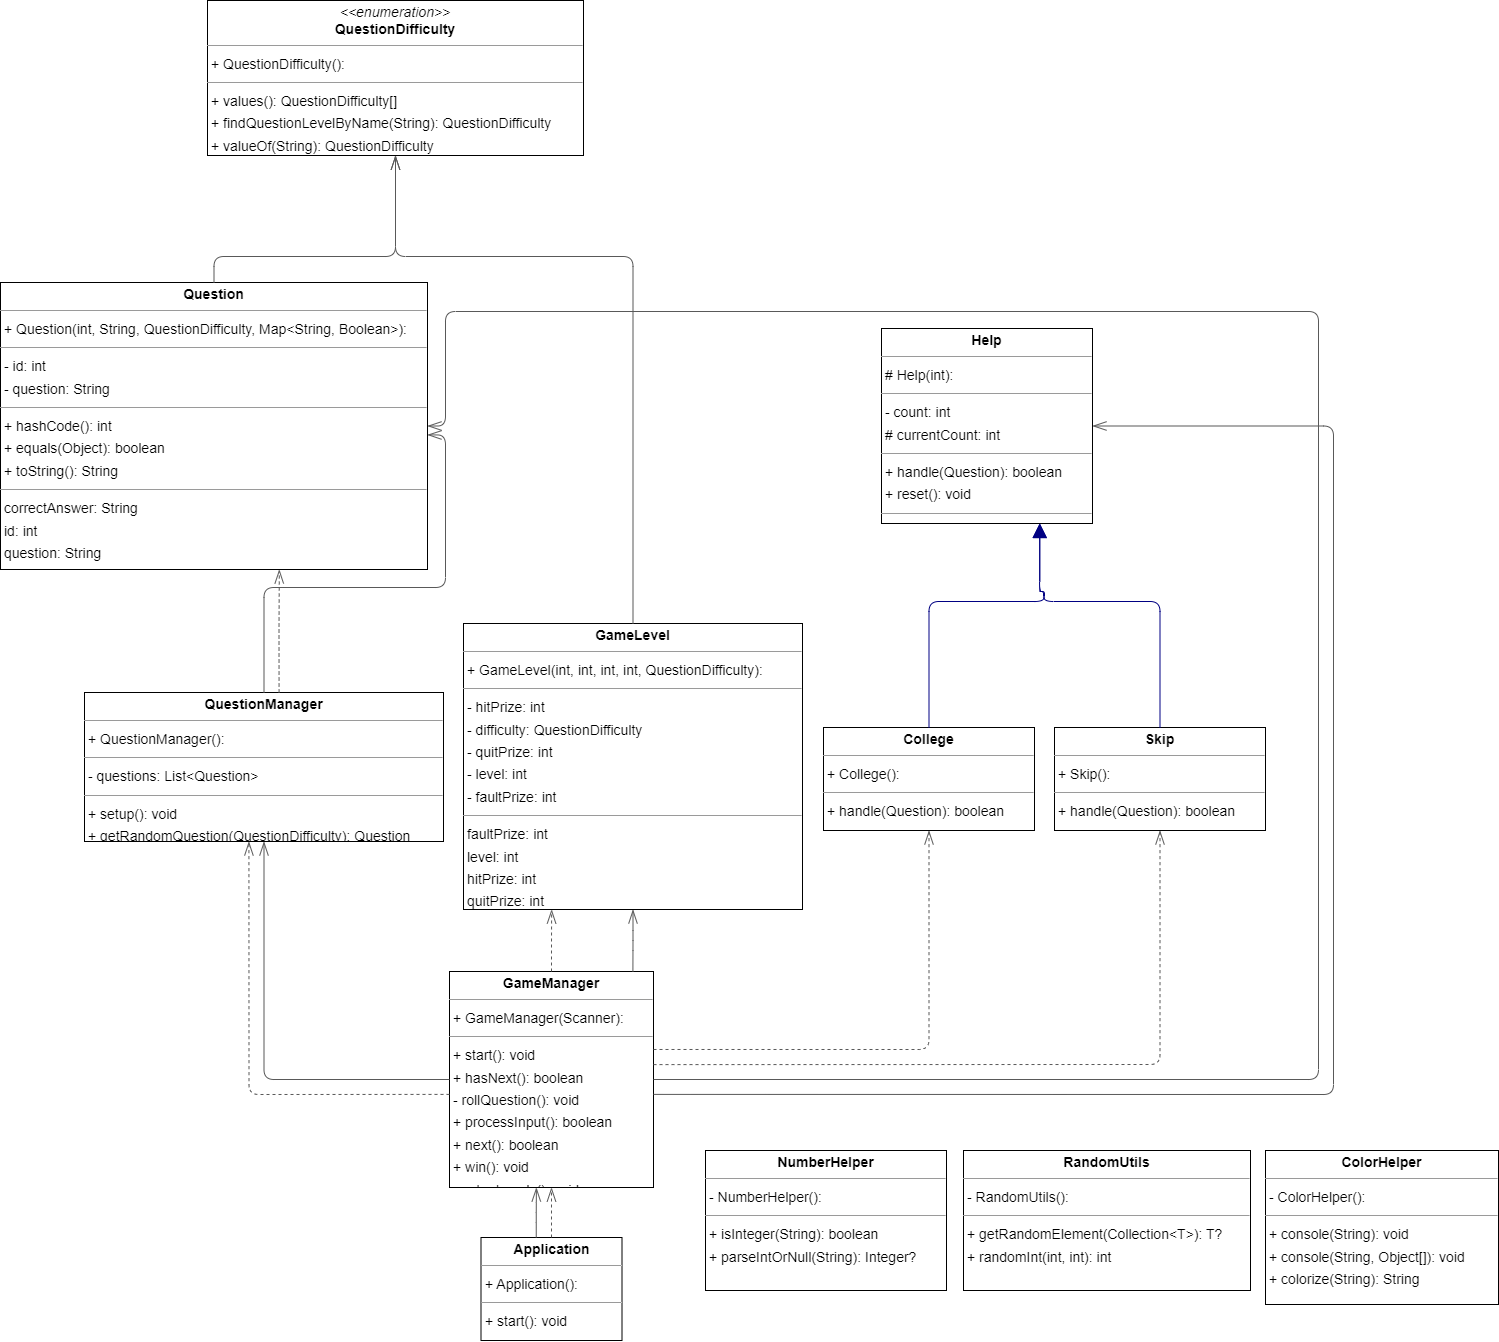 <<enumeration>>
QuestionDifficulty
+ QuestionDifficulty():
+ values(): QuestionDifficulty[]
+ findQuestionLevelByName(String): QuestionDifficulty
+ valueOf(String): QuestionDifficulty
Question
+ Question(int, String, QuestionDifficulty, Map<String, Boolean>):
- id: int
- question: String
+ hashCode(): int
+ equals(Object): boolean
+ toString(): String
correctAnswer: String
id: int
question: String
Help
# Help(int):
- count: int
# currentCount: int
+ handle(Question): boolean
+ reset(): void
GameLevel
+ GameLevel(int, int, int, int, QuestionDifficulty):
- hitPrize: int
- difficulty: QuestionDifficulty
- quitPrize: int
- level: int
- faultPrize: int
faultPrize: int
level: int
hitPrize: int
quitPrize: int
QuestionManager
+ QuestionManager():
- questions: List<Question>
+ setup(): void
+ getRandomQuestion(QuestionDifficulty): Question
College
+ College():
+ handle(Question): boolean
Skip
+ Skip():
+ handle(Question): boolean
GameManager
+ GameManager(Scanner):
+ start(): void
+ hasNext(): boolean
- rollQuestion(): void
+ processInput(): boolean
+ next(): boolean
+ win(): void
Application
+ Application():
+ start(): void
NumberHelper
- NumberHelper():
+ isInteger(String): boolean
+ parseIntOrNull(String): Integer?
RandomUtils
- RandomUtils():
+ getRandomElement(Collection<T>): T?
+ randomInt(int, int): int
ColorHelper
- ColorHelper():
+ console(String): void
+ console(String, Object[]): void
+ colorize(String): String